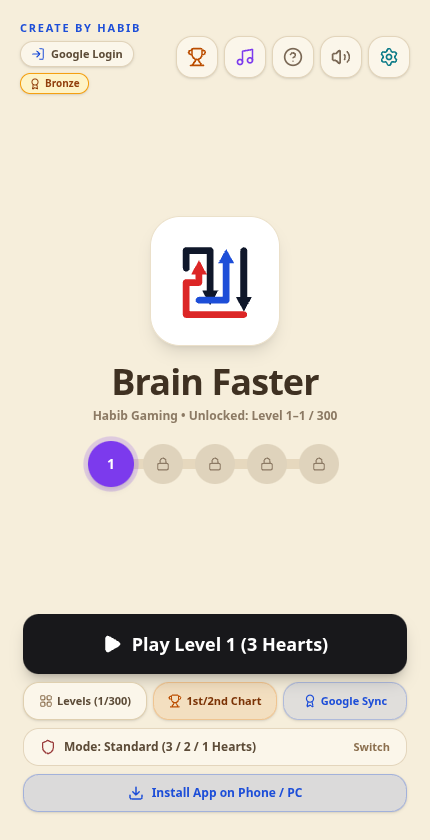 CREATE BY HABIB
Google Login
Bronze
Brain Faster
Habib Gaming • Unlocked: Level 1–1 / 300
1
Play Level 1 (3 Hearts)
Levels (1/300)
1st/2nd Chart
Google Sync
Mode: Standard (3 / 2 / 1 Hearts)
Switch
Install App on Phone / PC